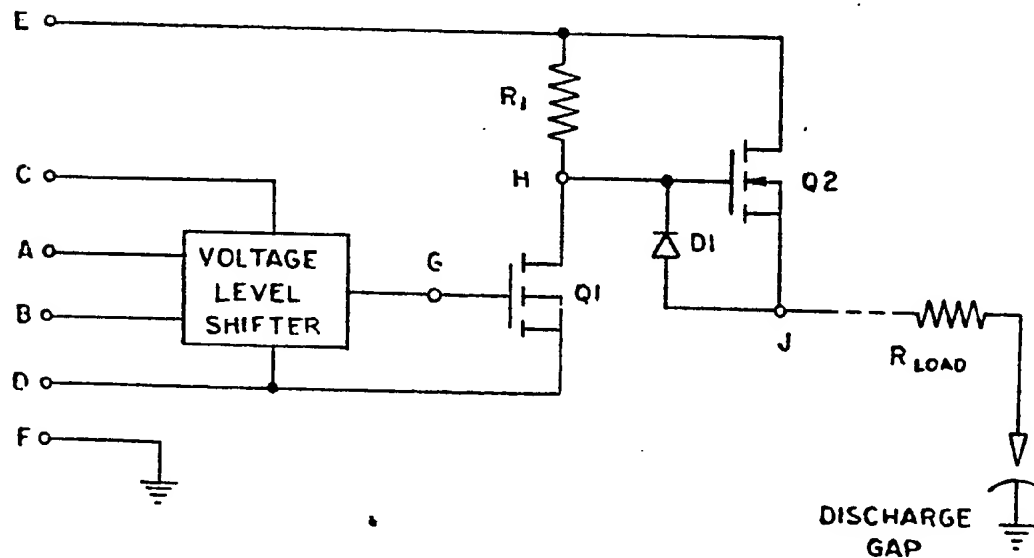 E
R1
C
H
Q2
A
VOLTAGE
LEVEL
SHIFTER
G
D1
Q1
B
J
RLOAD
D
F
DISCHARGE
GAP